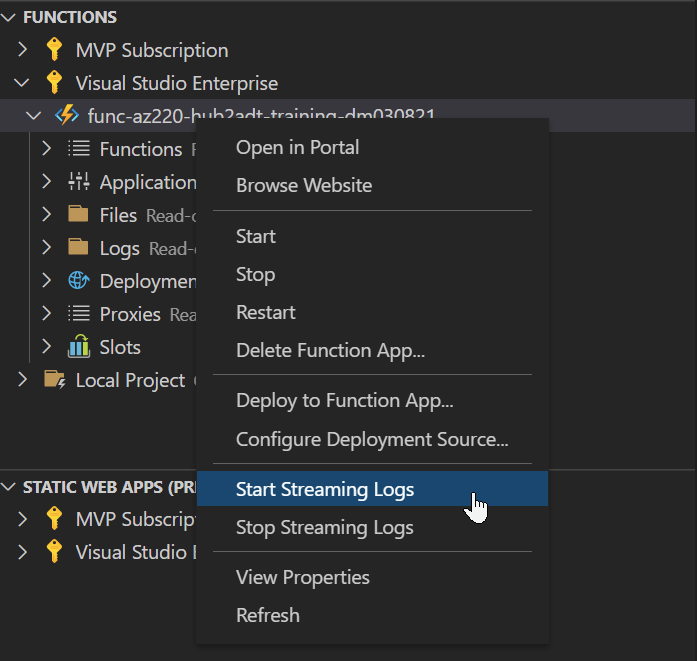 FUNCTIONS
MVP Subscription
Visual Studio Enterprise
func-az220-hub2adt-training-dm030821
Functions
Application
Files Read-
Logs Read-
Deploymen
Proxies Rea
Slots
Local Project
Open in Portal
Browse Website
Start
Stop
Restart
Delete Function App...
Deploy to Function App...
Configure Deployment Source...
Start Streaming Logs
Stop Streaming Logs
View Properties
Refresh
STATIC WEB APPS (PR
MVP Subscrip
Visual Studio